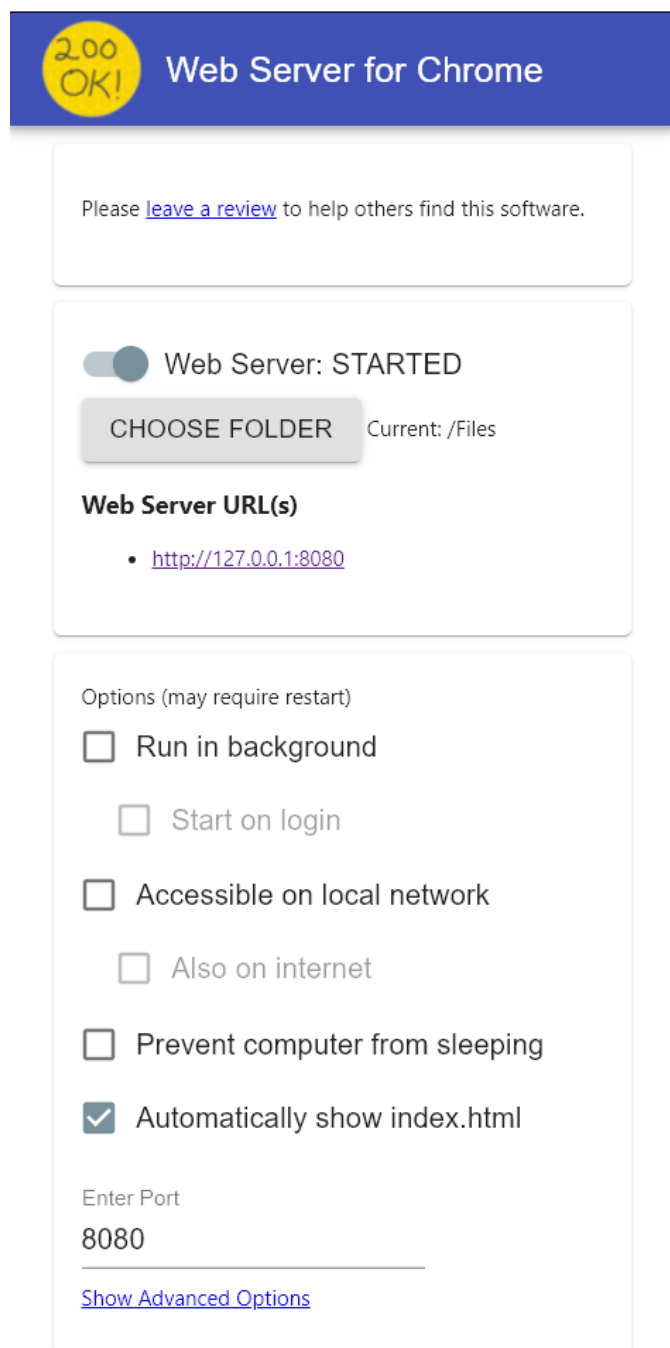 200
OK!
Web Server for Chrome
Please leave a review to help others find this software.
Web Server: STARTED
CHOOSE FOLDER Current: /Files
Web Server URL(s)
• http://127.0.0.1:8080
Options (may require restart)
Run in background
Start on login
Accessible on local network
Also on internet
Prevent computer from sleeping
Automatically show index.html
Enter Port
8080
Show Advanced Options